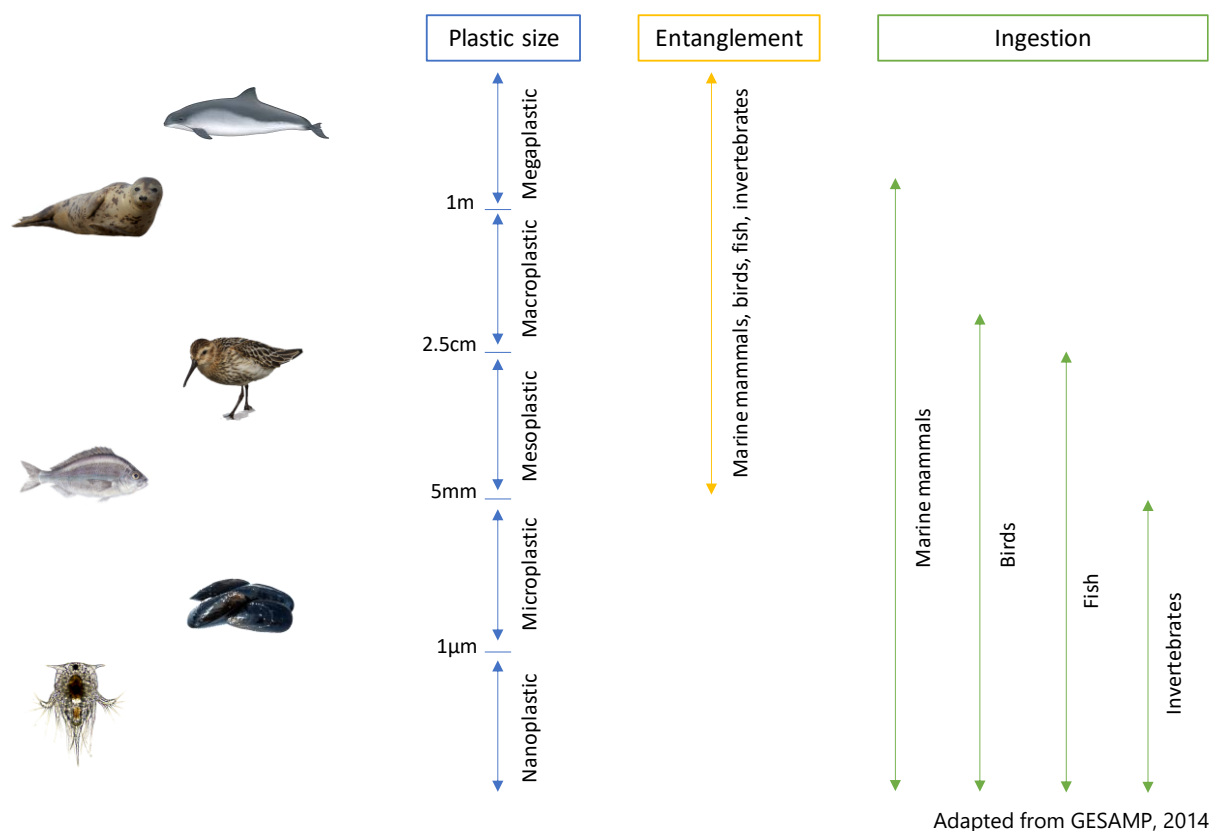 Plastic size
Entanglement
Ingestion
Megaplastic
1m
Macroplastic
2.5cm
Mesoplastic
5mm
Microplastic
1µm
Nanoplastic
Marine mammals, birds, fish, invertebrates
Marine mammals
Birds
Fish
Invertebrates
Adapted from GESAMP, 2014